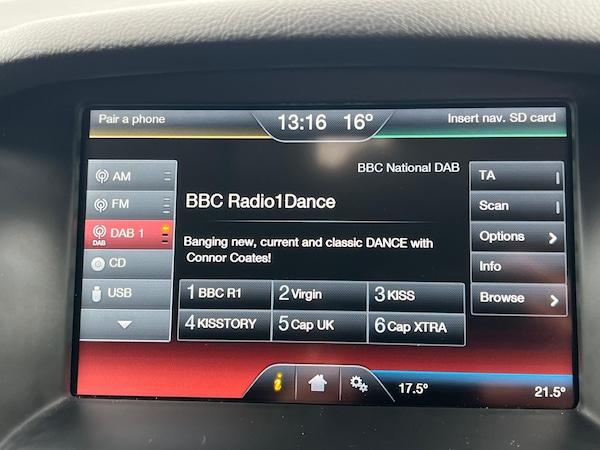 Pair a phone
13:16 16°
Insert nav. SD card
AM
FM
DAB 1
DAB
CD
USB
BBC National DAB
BBC Radio1Dance
Banging new, current and classic DANCE with
Connor Coates!
1 BBC R1
2 Virgin
3 KISS
4 KISSTORY
5 Cap UK
6 Cap XTRA
TA
Scan
Options
Info
Browse
i
17.5°
21.5°